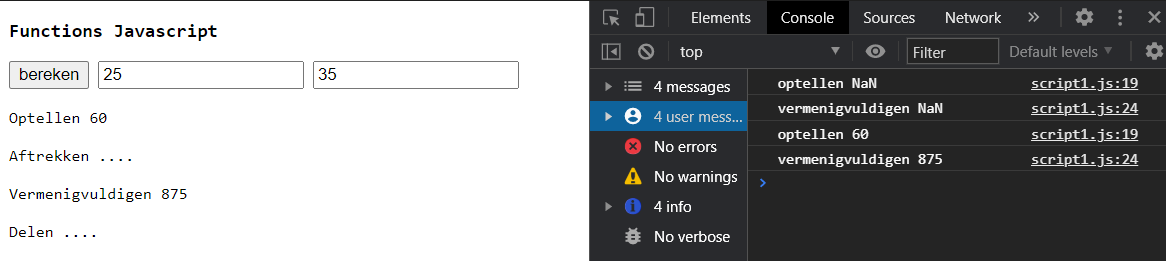 Functions Javascript
bereken 25 35
Optellen 60
Aftrekken ....
Vermenigvuldigen 875
Delen ....
Elements Console Sources Network »
top ▼ Filter Default levels ▼
4 messages
4 user mess...
No errors
No warnings
4 info
No verbose
optellen NaN script1.js:19
vermenigvuldigen NaN script1.js:24
optellen 60 script1.js:19
vermenigvuldigen 875 script1.js:24
>